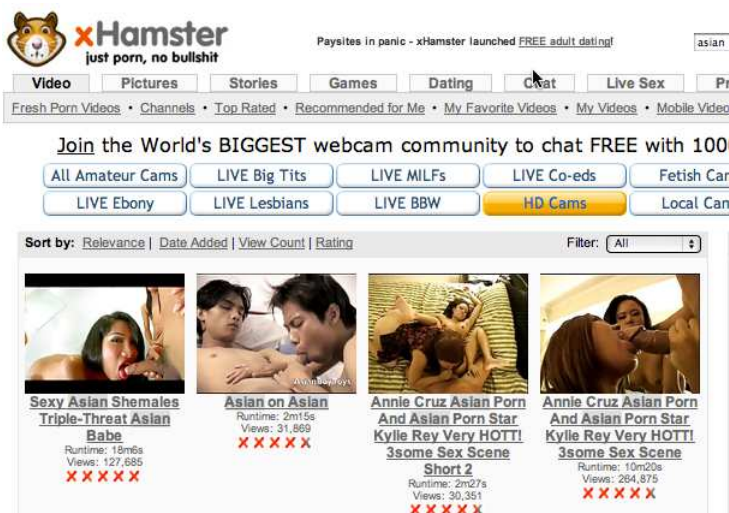 xHamster
just porn, no bullshit
Paysites in panic - xHamster launched FREE adult dating!
asian
Video Pictures Stories Games Dating Chat Live Sex
Fresh Porn Videos • Channels • Top Rated • Recommended for Me • My Favorite Videos • My Videos • Mobile Video
Join the World's BIGGEST webcam community to chat FREE with 100
All Amateur Cams LIVE Big Tits LIVE MILFs LIVE Co-eds Fetish Car
LIVE Ebony LIVE Lesbians LIVE BBW HD Cams Local Can
Sort by: Relevance | Date Added | View Count | Rating Filter: All
AsianBoyToys
Sexy Asian Shemales
Triple-Threat Asian
Babe
Runtime: 18m6s
Views: 127,685
Asian on Asian
Runtime: 2m15s
Views: 31,869
Annie Cruz Asian Porn
And Asian Porn Star
Kylie Rey Very HOTT!
3some Sex Scene
Short 2
Runtime: 2m27s
Views: 30,351
Annie Cruz Asian Porn
And Asian Porn Star
Kylie Rey Very HOTT!
3some Sex Scene
Runtime: 10m20s
Views: 264,875